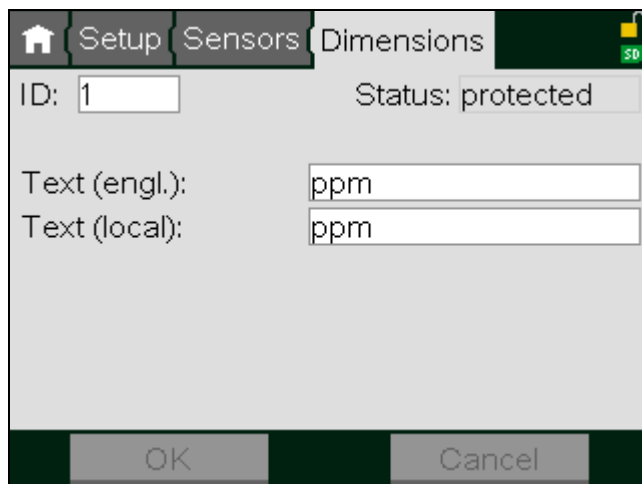 Setup Sensors Dimensions
SD
ID: 1 Status: protected
Text (engl.): ppm
Text (local): ppm
OK Cancel